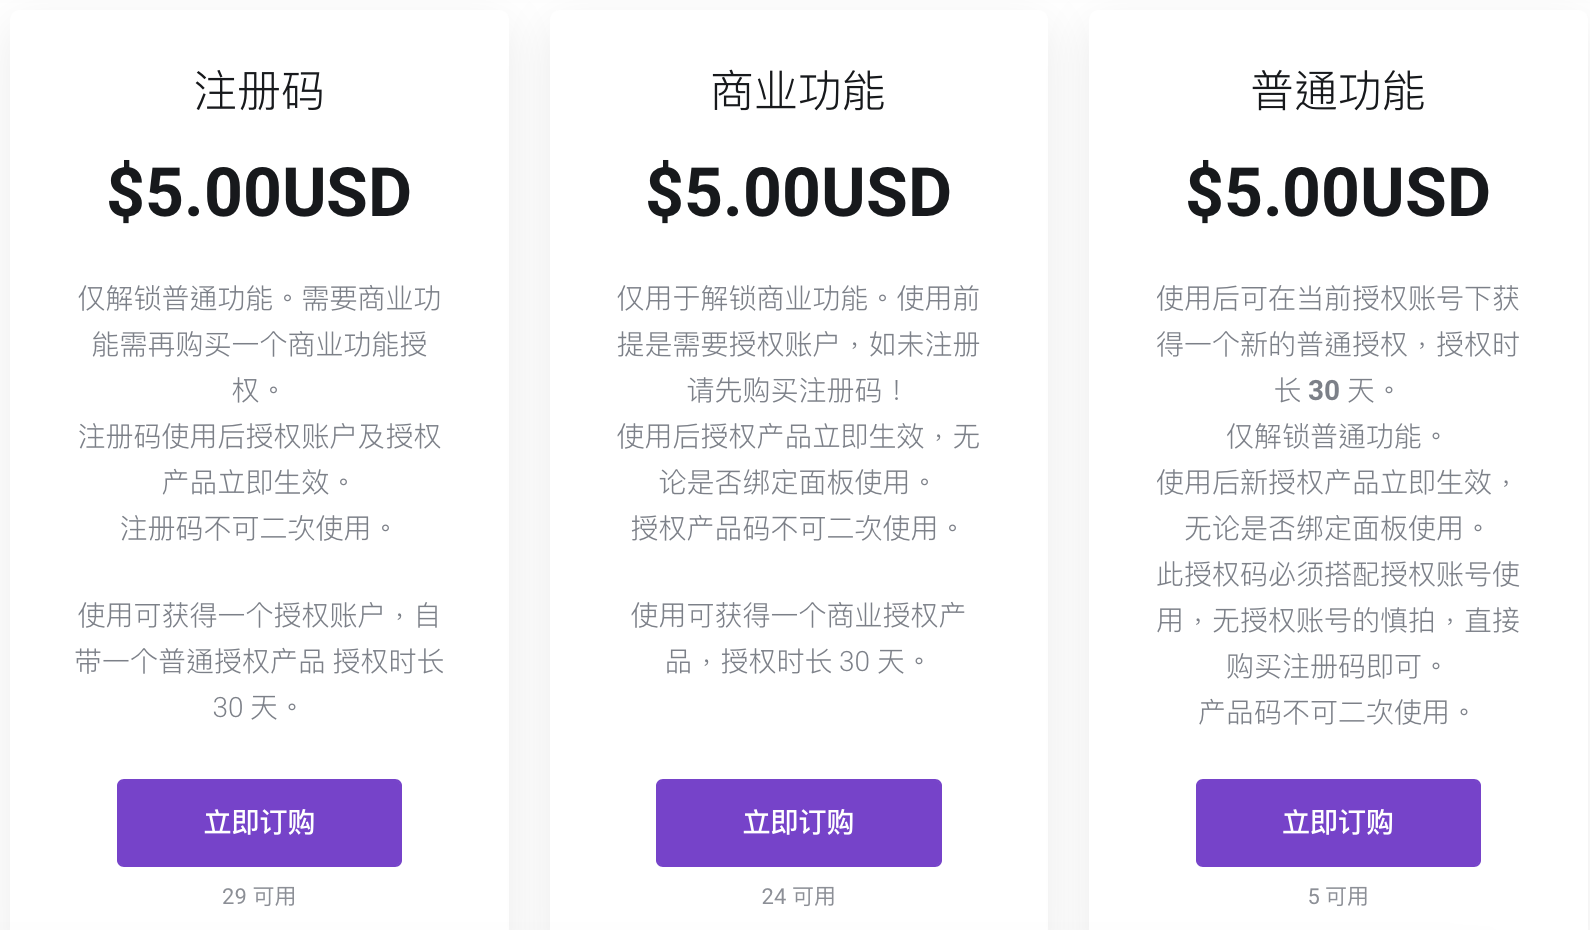 注册码
$5.00USD
仅解锁普通功能。需要商业功
能需再购买一个商业功能授
权。
注册码使用后授权账户及授权
产品立即生效。
注册码不可二次使用。
使用可获得一个授权账户，自
带一个普通授权产品 授权时长
30 天。
立即订购
29 可用
商业功能
$5.00USD
仅用于解锁商业功能。使用前
提是需要授权账户，如未注册
请先购买注册码！
使用后授权产品立即生效，无
论是否绑定面板使用。
授权产品码不可二次使用。
使用可获得一个商业授权产
品，授权时长 30 天。
立即订购
24 可用
普通功能
$5.00USD
使用后可在当前授权账号下获
得一个新的普通授权，授权时
长 30 天。
仅解锁普通功能。
使用后新授权产品立即生效，
无论是否绑定面板使用。
此授权码必须搭配授权账号使
用，无授权账号的慎拍，直接
购买注册码即可。
产品码不可二次使用。
立即订购
5 可用